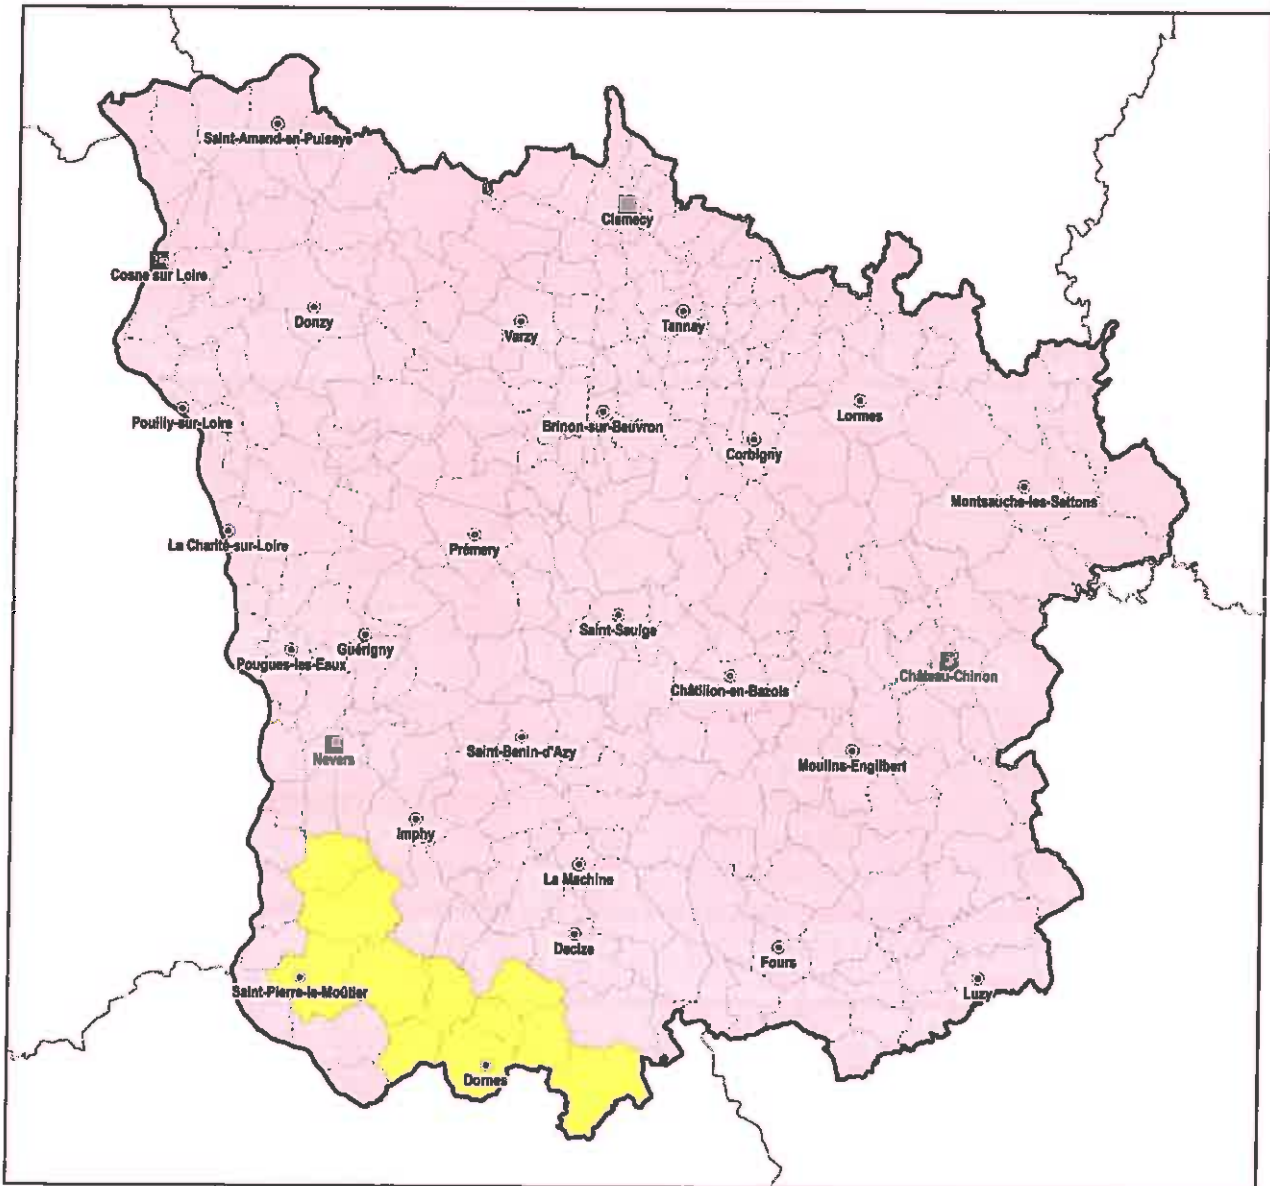 Saint-Amand-en-Puisaye
Clamecy
Cosne sur Loire
Donzy
Varzy
Tannay
Pouilly-sur-Loire
Brinon-sur-Beuvron
Lormes
Corbigny
Montsauche-les-Settons
La Charité-sur-Loire
Prémery
Saint-Saulge
Guérigny
Pougues-les-Eaux
Châtillon-en-Bazois
Château-Chinon
Nevers
Saint-Benin-d'Azy
Moulins-Engilbert
Imphy
La Machine
Decize
Fours
Saint-Pierre-le-Moûtier
Luzy
Dornes